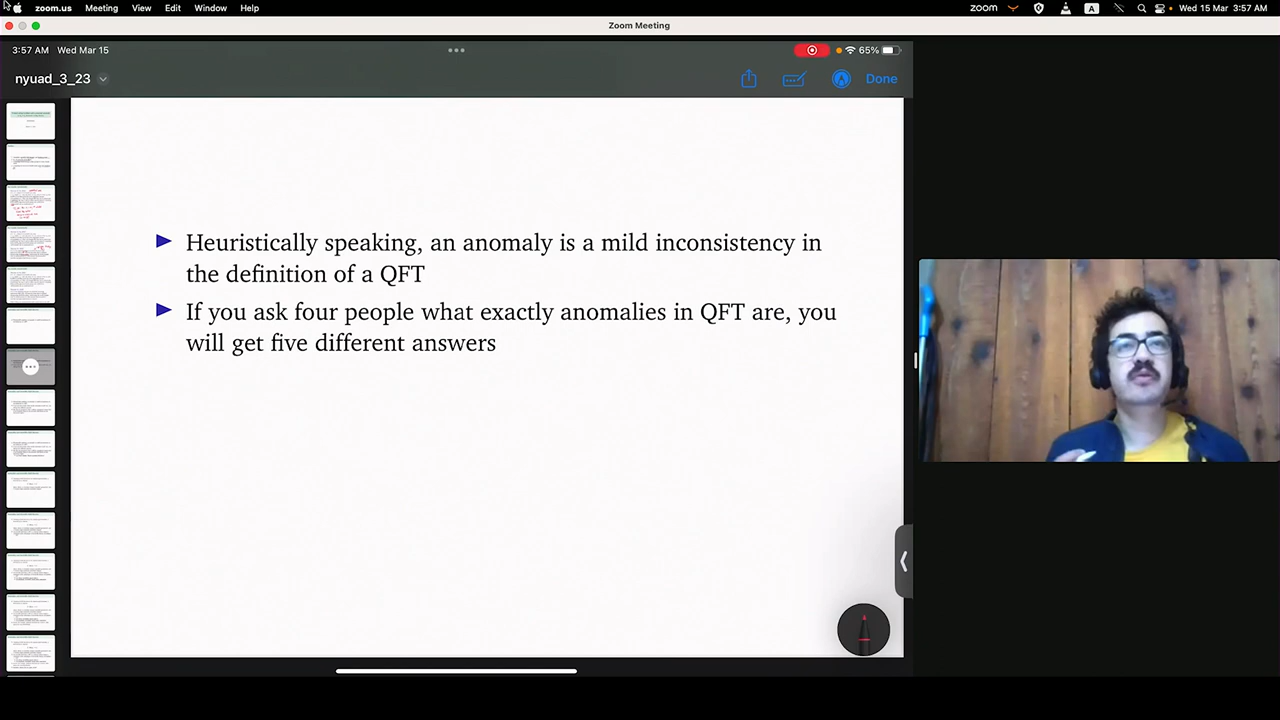 zoom.us Meeting View Edit Window Help
zoom A Wed 15 Mar 3:57 AM
Zoom Meeting
3:57 AM Wed Mar 15
65%
nyuad_3_23
Done
Heuristically speaking, an anomaly is a mild inconsistency in
the definition of a QFT
If you ask four people what exactly anomalies in QFT are, you
will get five different answers